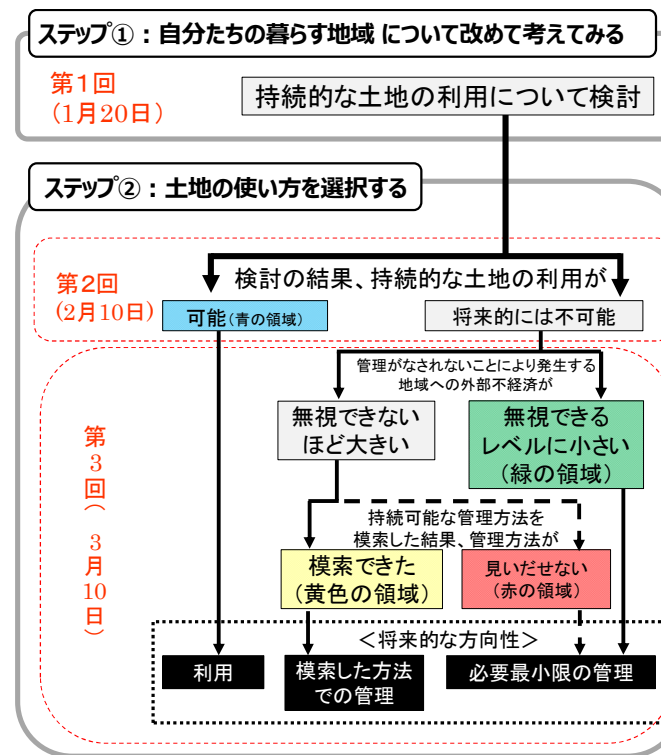 ステップ①：自分たちの暮らす地域 について改めて考えてみる
第１回
(1月20日)
持続的な土地の利用について検討
ステップ②：土地の使い方を選択する
第２回
(2月10日)
検討の結果、持続的な土地の利用が
可能(青の領域)
将来的には不可能
第3回（3月10日）
管理がなされないことにより発生する
地域への外部不経済が
無視できない
ほど大きい
無視できる
レベルに小さい
（緑の領域）
持続可能な管理方法を
模索した結果、管理方法が
模索できた
（黄色の領域）
見いだせない
（赤の領域）
＜将来的な方向性＞
利用
模索した方法
での管理
必要最小限の管理